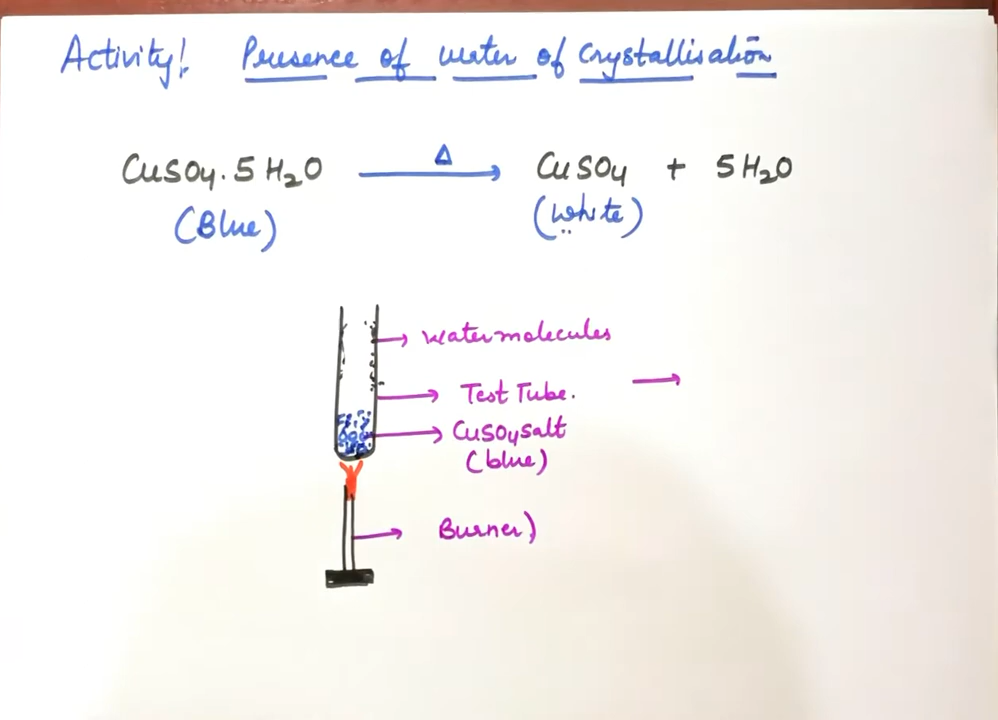 Activity! Presence of water of Crystallisation
CuSO4.5H2O Δ CuSO4 + 5H2O
(Blue) (white)
Water molecules
Test Tube.
CuSO4 salt
(blue)
Burner)